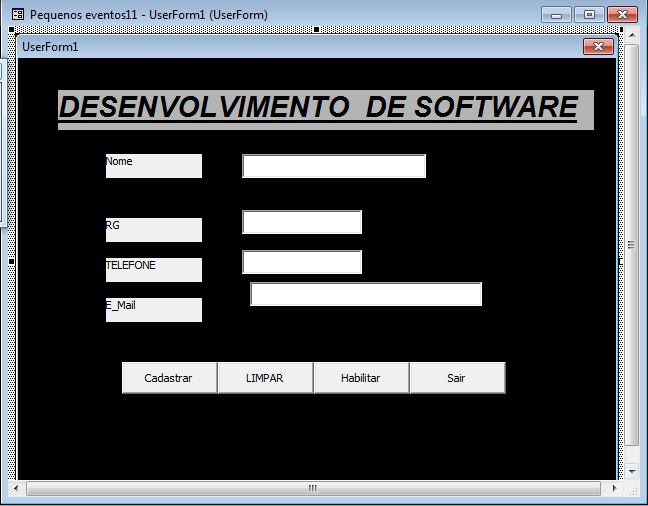 Pequenos eventos11 - UserForm1 (UserForm)
UserForm1
DESENVOLVIMENTO DE SOFTWARE
Nome
RG
TELEFONE
E_Mail
Cadastrar LIMPAR Habilitar Sair